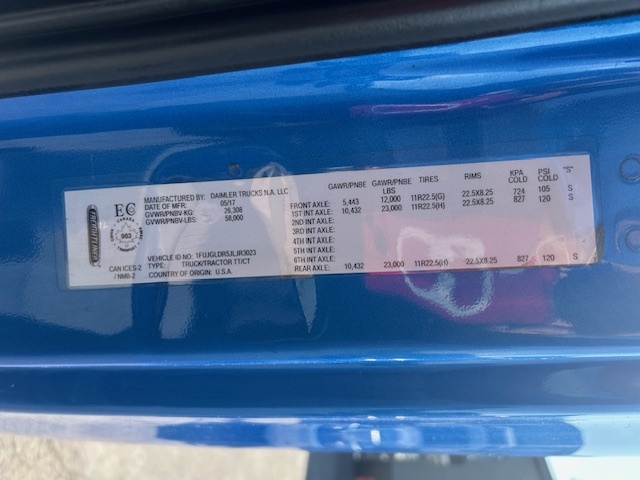 FREIGHTLINER
EC
CANADA
963
CAN ICES-2
/ NMB-2
MANUFACTURED BY: DAIMLER TRUCKS N.A. LLC
DATE OF MFR: 05/17
GVWR/PNBV-KG: 26,308
GVWR/PNBV-LBS: 58,000
VEHICLE ID NO: 1FUJGLDR5JLJR3023
TYPE: TRUCK/TRACTOR TT/CT
COUNTRY OF ORIGIN: U.S.A.
GAWR/PNBE GAWR/PNBE LBS TIRES RIMS KPA COLD PSI COLD "S"
FRONT AXLE: 5,443 12,000 11R22.5(G) 22.5X8.25 724 105 S
1ST INT AXLE: 10,432 23,000 11R22.5(H) 22.5X8.25 827 120 S
2ND INT AXLE:
3RD INT AXLE:
4TH INT AXLE:
5TH INT AXLE:
6TH INT AXLE:
REAR AXLE: 10,432 23,000 11R22.5(H) 22.5X8.25 827 120 S